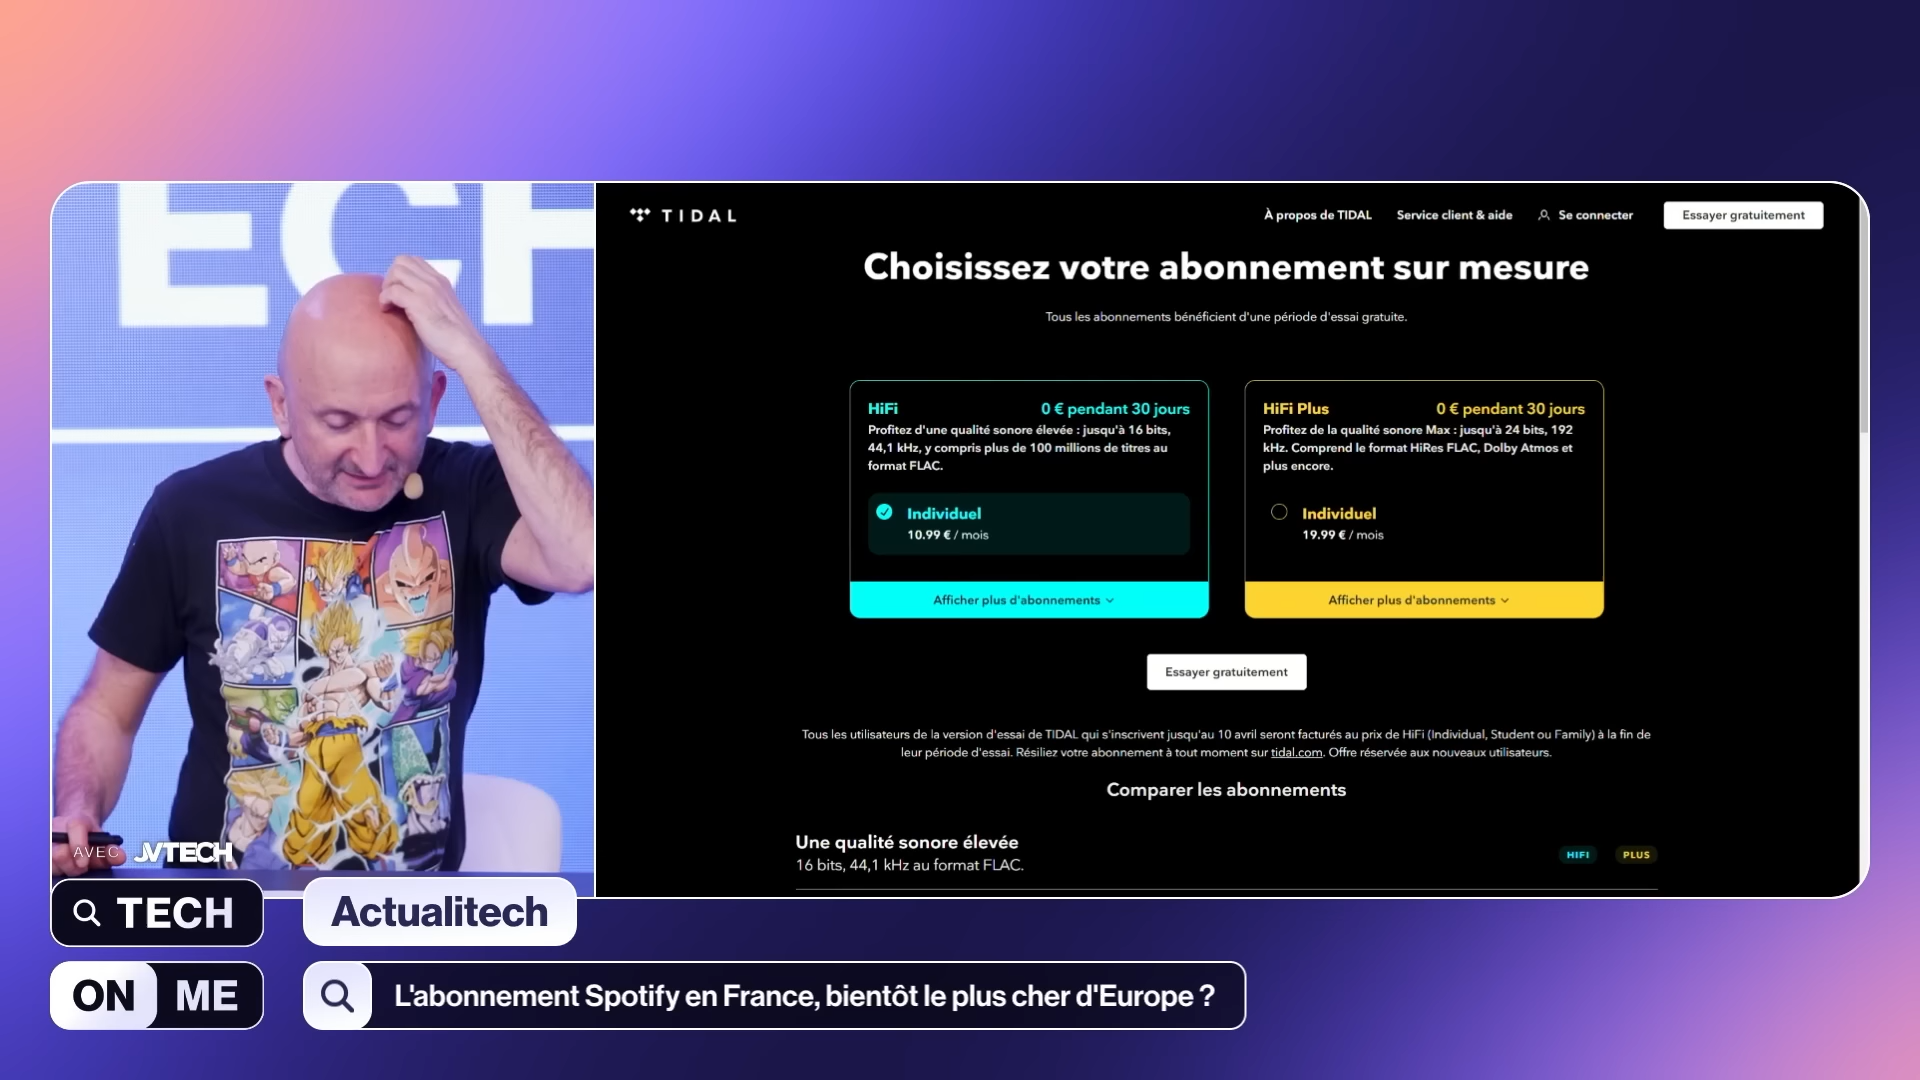 ECH
AVEC JVTECH
TIDAL
À propos de TIDAL
Service client & aide
Se connecter
Essayer gratuitement
Choisissez votre abonnement sur mesure
Tous les abonnements bénéficient d'une période d'essai gratuite.
HiFi
0 € pendant 30 jours
Profitez d'une qualité sonore élevée : jusqu'à 16 bits,
44,1 kHz, y compris plus de 100 millions de titres au
format FLAC.
Individuel
10.99 € / mois
Afficher plus d'abonnements
HiFi Plus
0 € pendant 30 jours
Profitez de la qualité sonore Max : jusqu'à 24 bits, 192
kHz. Comprend le format HiRes FLAC, Dolby Atmos et
plus encore.
Individuel
19.99 € / mois
Afficher plus d'abonnements
Essayer gratuitement
Tous les utilisateurs de la version d'essai de TIDAL qui s'inscrivent jusqu'au 10 avril seront facturés au prix de HiFi (Individual, Student ou Family) à la fin de
leur période d'essai. Résiliez votre abonnement à tout moment sur tidal.com. Offre réservée aux nouveaux utilisateurs.
Comparer les abonnements
Une qualité sonore élevée
16 bits, 44,1 kHz au format FLAC.
HIFI
PLUS
TECH
ON ME
Actualitech
L'abonnement Spotify en France, bientôt le plus cher d'Europe ?